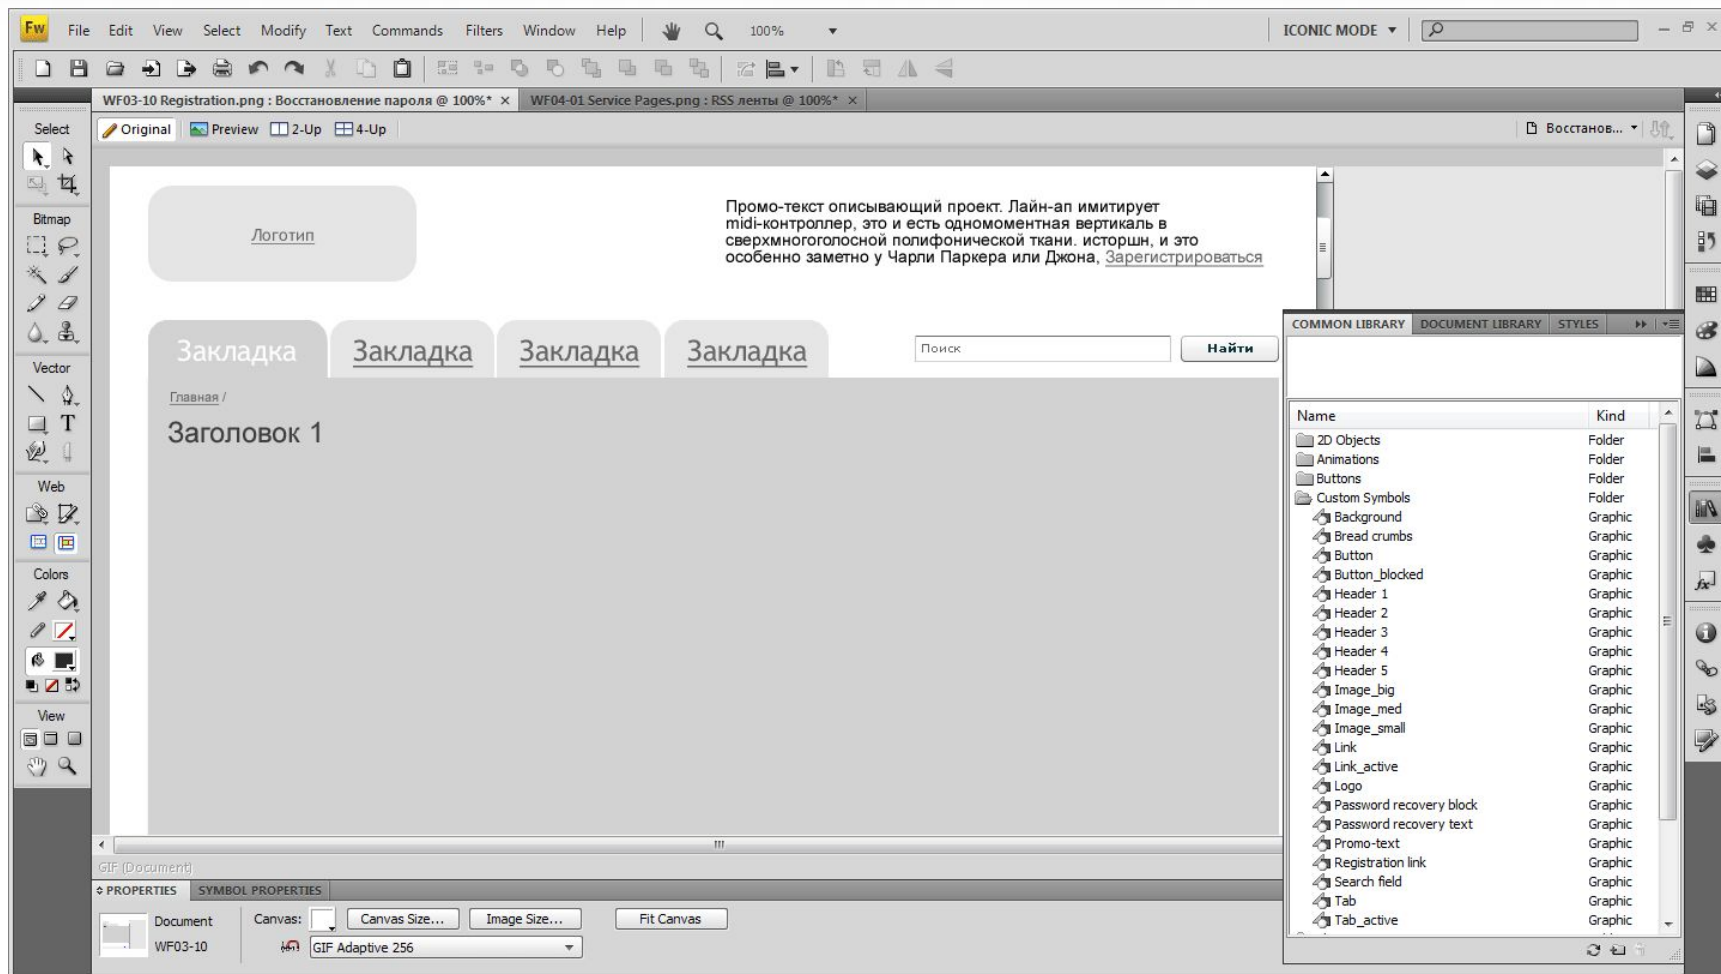 Fw File Edit View Select Modify Text Commands Filters Window Help 100% ICONIC MODE
WF03-10 Registration.png : Восстановление пароля @ 100%* WF04-01 Service Pages.png : RSS ленты @ 100%*
Select
Original Preview 2-Up 4-Up Восстанов...
Bitmap
Vector
Web
Colors
View
Логотип
Промо-текст описывающий проект. Лайн-ап имитирует
midi-контроллер, это и есть одномоментная вертикаль в
сверхмногоголосной полифонической ткани. исторшн, и это
особенно заметно у Чарли Паркера или Джона, Зарегистрироваться
Закладка Закладка Закладка Закладка Поиск Найти
Главная /
Заголовок 1
COMMON LIBRARY DOCUMENT LIBRARY STYLES
Name Kind
2D Objects Folder
Animations Folder
Buttons Folder
Custom Symbols Folder
Background Graphic
Bread crumbs Graphic
Button Graphic
Button_blocked Graphic
Header 1 Graphic
Header 2 Graphic
Header 3 Graphic
Header 4 Graphic
Header 5 Graphic
Image_big Graphic
Image_med Graphic
Image_small Graphic
Link Graphic
Link_active Graphic
Logo Graphic
Password recovery block Graphic
Password recovery text Graphic
Promo-text Graphic
Registration link Graphic
Search field Graphic
Tab Graphic
Tab_active Graphic
GIF (Document)
PROPERTIES SYMBOL PROPERTIES
Document Canvas: Canvas Size... Image Size... Fit Canvas
WF03-10 GIF Adaptive 256